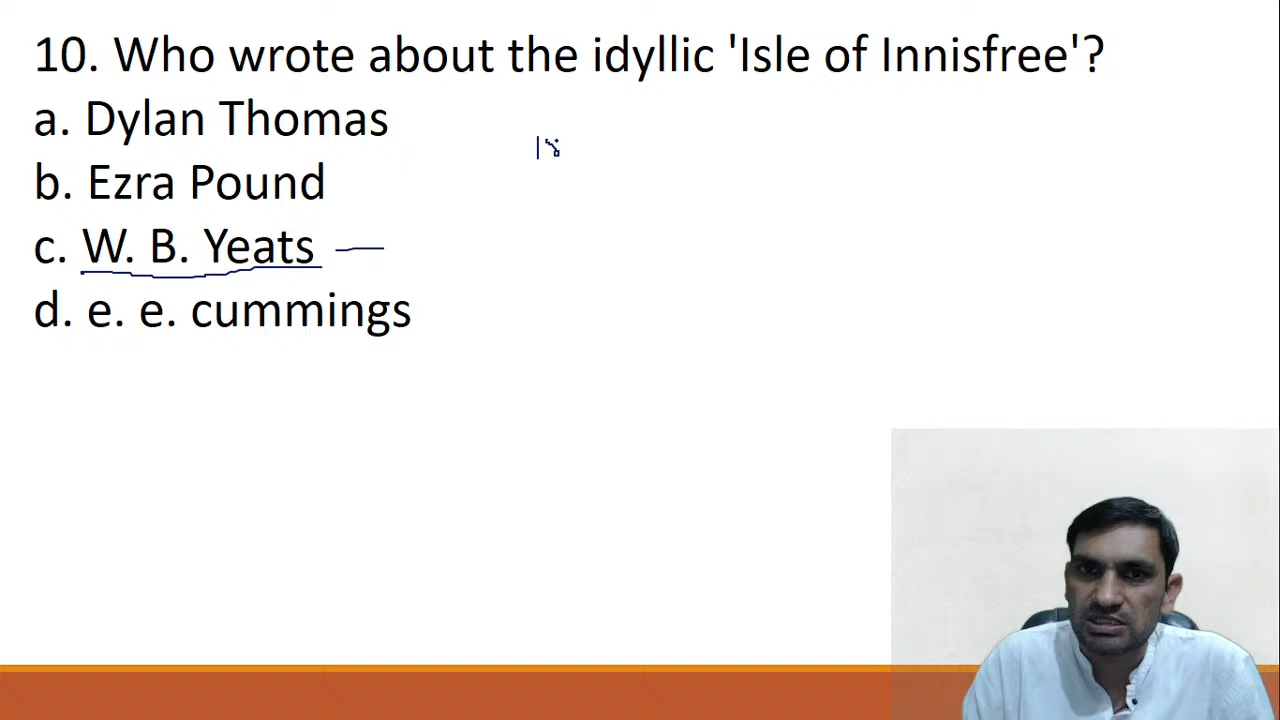 10. Who wrote about the idyllic 'Isle of Innisfree'?
a. Dylan Thomas
b. Ezra Pound
c. W. B. Yeats
d. e. e. cummings